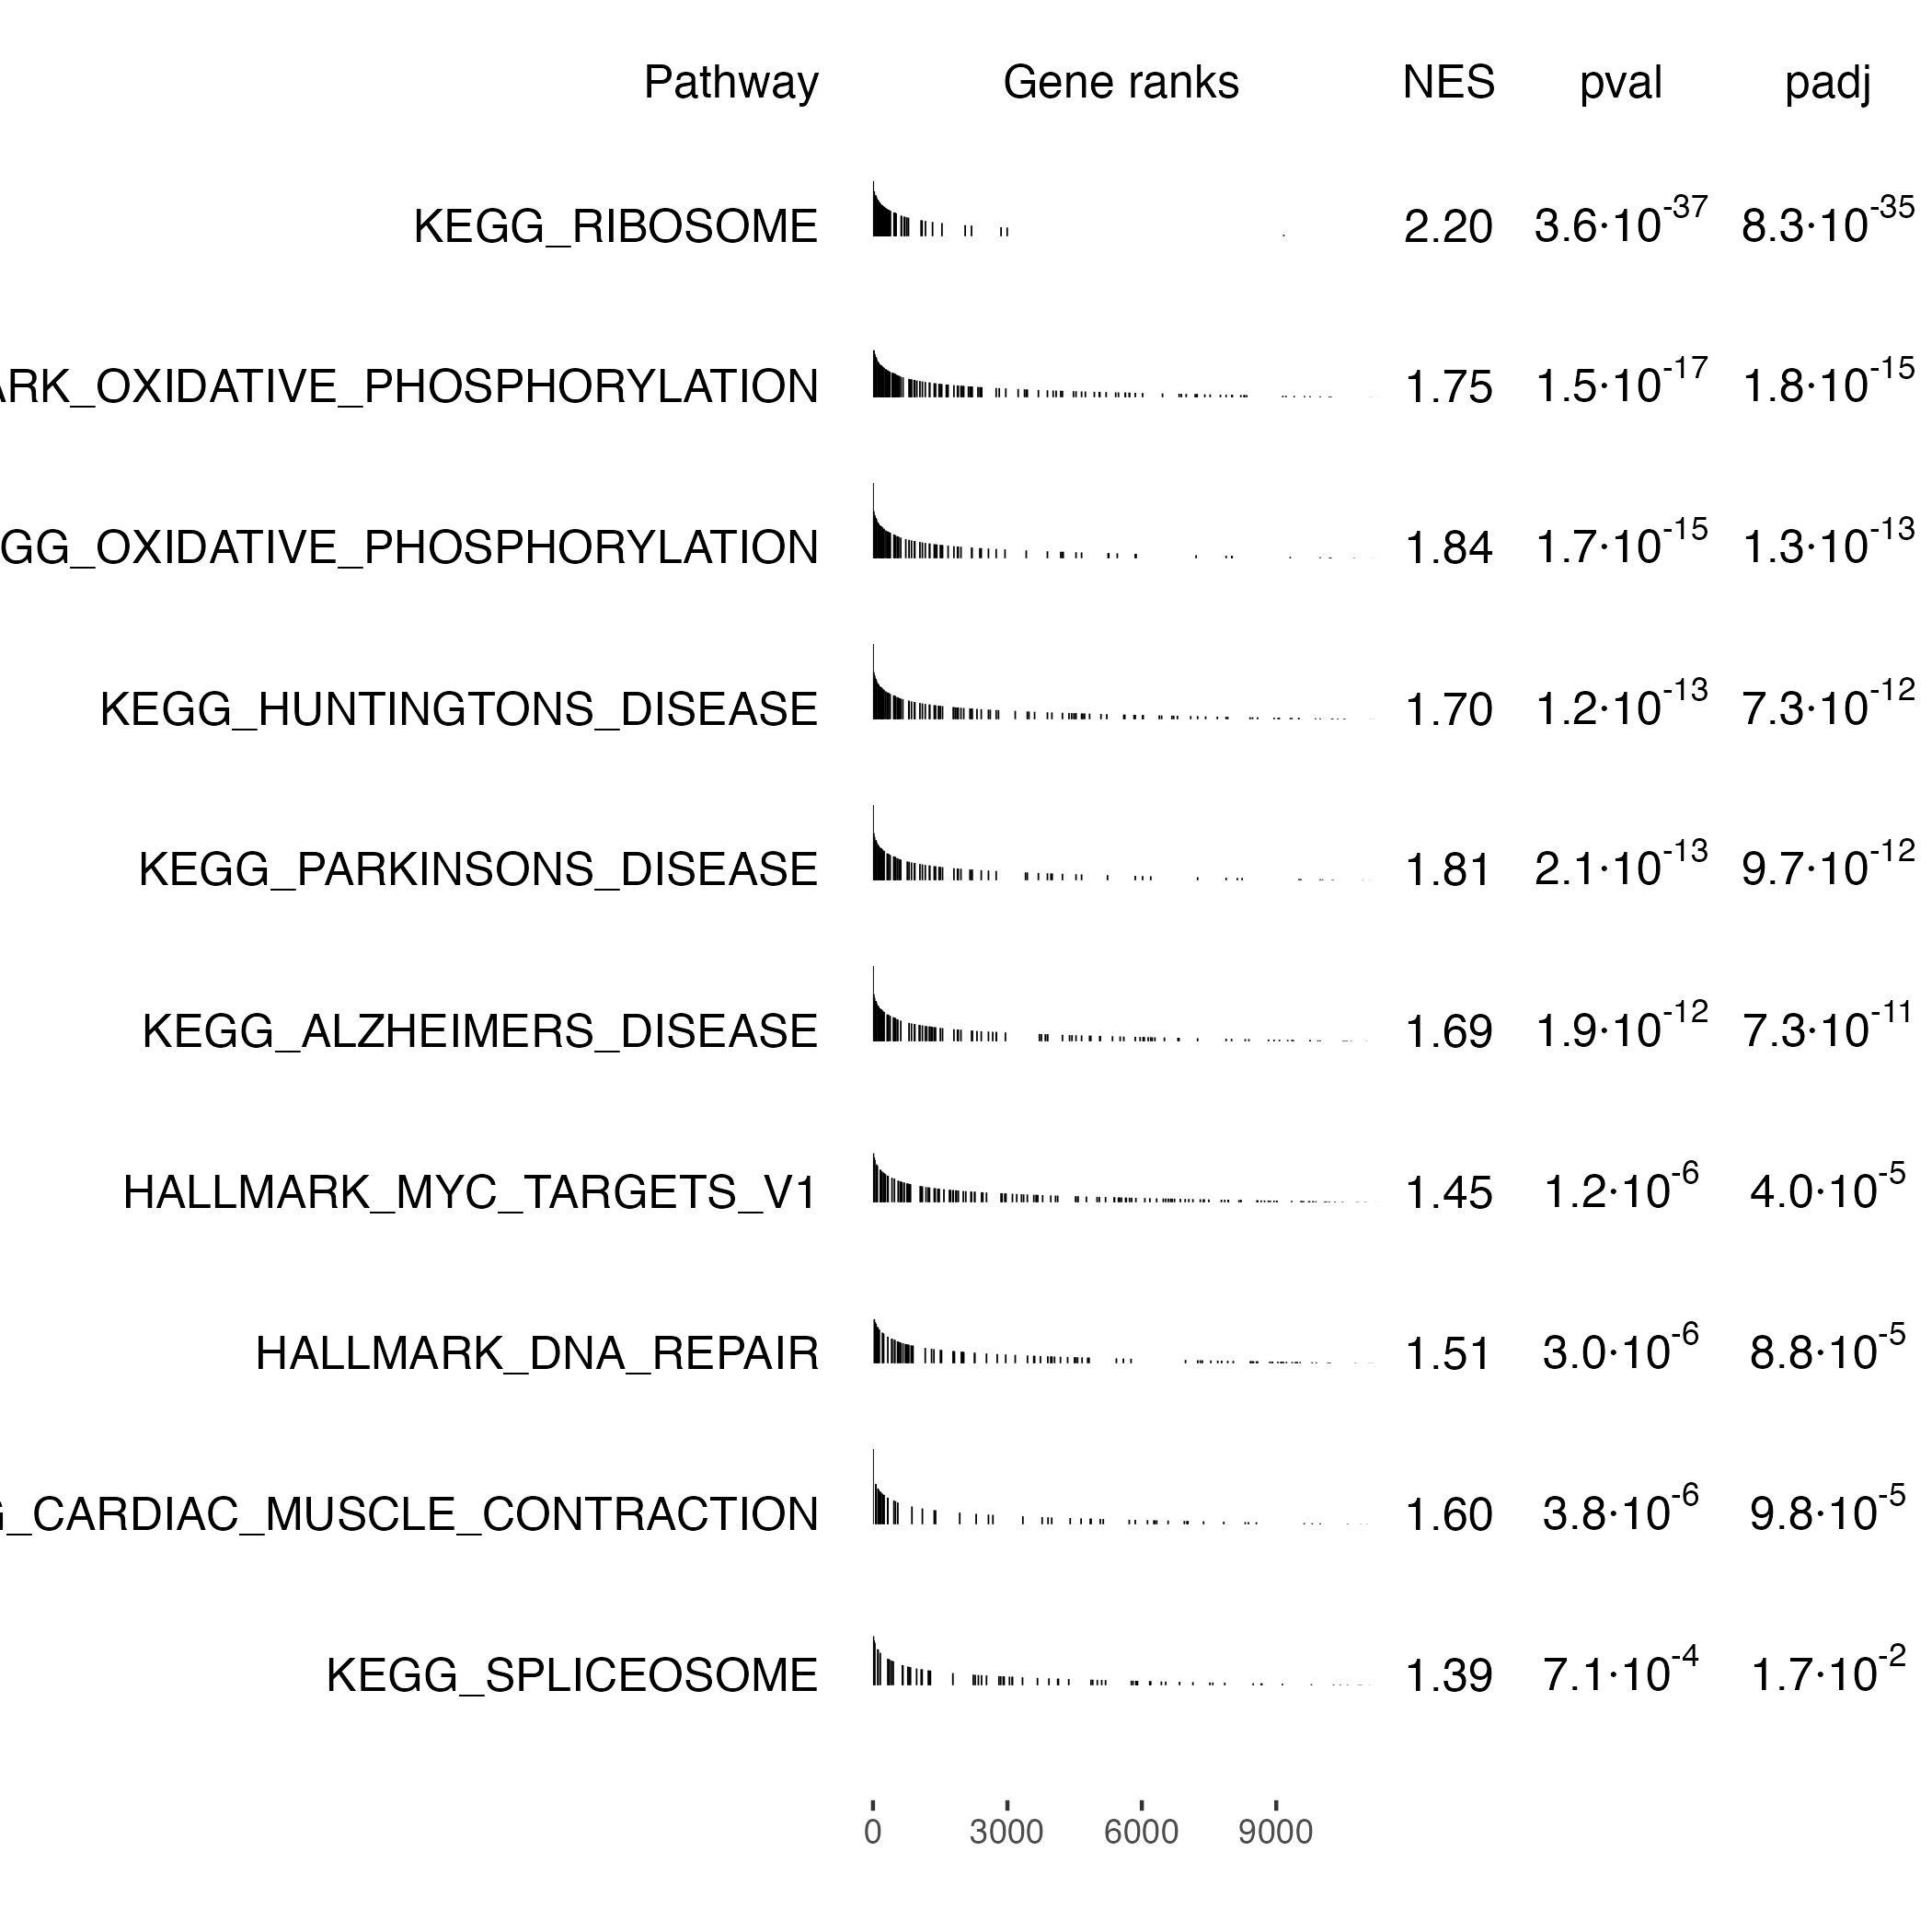 Pathway Gene ranks NES pval padj
KEGG_RIBOSOME 2.20 3.6·10^-37 8.3·10^-35
ARK_OXIDATIVE_PHOSPHORYLATION 1.75 1.5·10^-17 1.8·10^-15
GG_OXIDATIVE_PHOSPHORYLATION 1.84 1.7·10^-15 1.3·10^-13
KEGG_HUNTINGTONS_DISEASE 1.70 1.2·10^-13 7.3·10^-12
KEGG_PARKINSONS_DISEASE 1.81 2.1·10^-13 9.7·10^-12
KEGG_ALZHEIMERS_DISEASE 1.69 1.9·10^-12 7.3·10^-11
HALLMARK_MYC_TARGETS_V1 1.45 1.2·10^-6 4.0·10^-5
HALLMARK_DNA_REPAIR 1.51 3.0·10^-6 8.8·10^-5
G_CARDIAC_MUSCLE_CONTRACTION 1.60 3.8·10^-6 9.8·10^-5
KEGG_SPLICEOSOME 1.39 7.1·10^-4 1.7·10^-2
0 3000 6000 9000